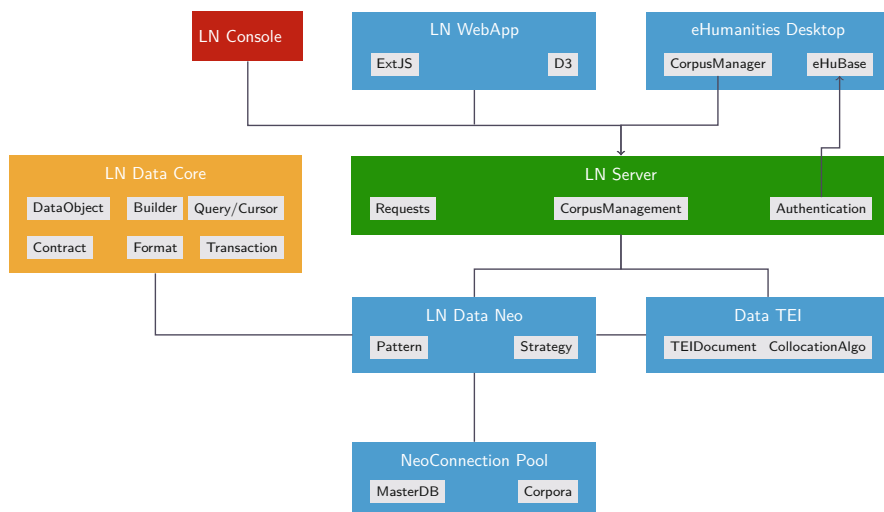 LN Console
LN WebApp
ExtJS
D3
eHumanities Desktop
CorpusManager
eHuBase
LN Data Core
DataObject
Builder
Query/Cursor
Contract
Format
Transaction
LN Server
Requests
CorpusManagement
Authentication
LN Data Neo
Pattern
Strategy
Data TEI
TEIDocument
CollocationAlgo
NeoConnection Pool
MasterDB
Corpora